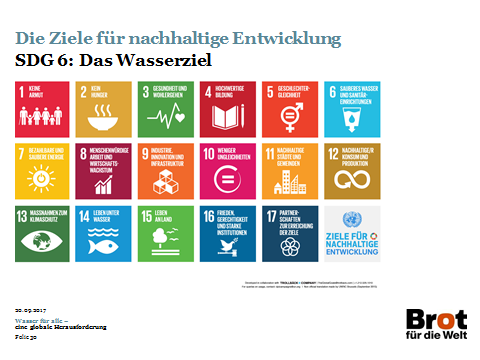 Die Ziele für nachhaltige Entwicklung
SDG 6: Das Wasserziel
1 KEINE
ARMUT
2 KEIN
HUNGER
3 GESUNDHEIT UND
WOHLERGEHEN
4 HOCHWERTIGE
BILDUNG
5 GESCHLECHTER-
GLEICHHEIT
6 SAUBERES WASSER
UND SANITÄR-
EINRICHTUNGEN
7 BEZAHLBARE UND
SAUBERE ENERGIE
8 MENSCHENWÜRDIGE
ARBEIT UND
WIRTSCHAFTS-
WACHSTUM
9 INDUSTRIE,
INNOVATION UND
INFRASTRUKTUR
10 WENIGER
UNGLEICHHEITEN
11 NACHHALTIGE
STÄDTE UND
GEMEINDEN
12 NACHHALTIGE/R
KONSUM UND
PRODUKTION
13 MASSNAHMEN ZUM
KLIMASCHUTZ
14 LEBEN UNTER
WASSER
15 LEBEN
AN LAND
16 FRIEDEN,
GERECHTIGKEIT
UND STARKE
INSTITUTIONEN
17 PARTNER-
SCHAFTEN
ZUR ERREICHUNG
DER ZIELE
ZIELE FÜR
NACHHALTIGE
ENTWICKLUNG
20.09.2017
Wasser für alle –
eine globale Herausforderung
Folie 30
Brot
für die Welt